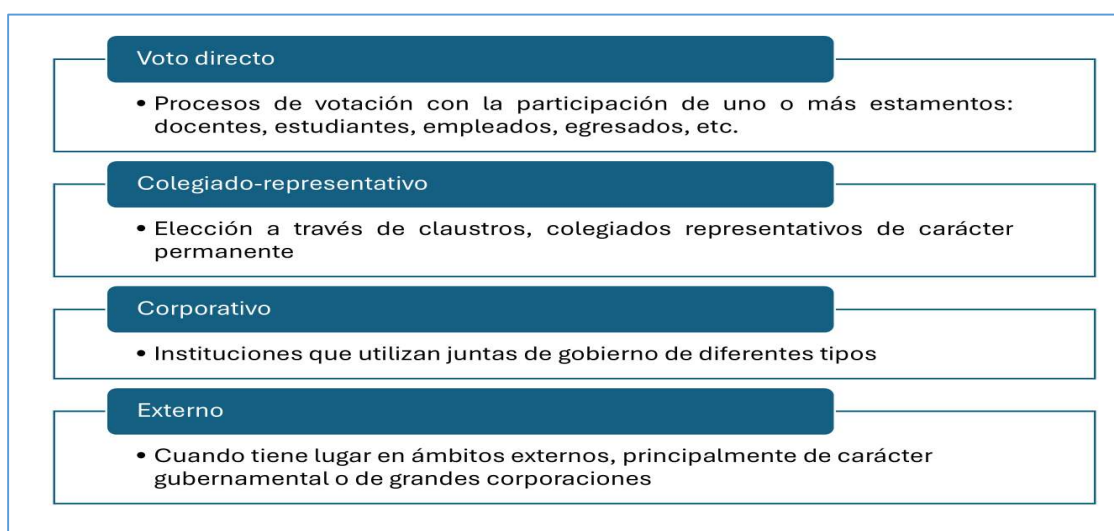 Voto directo
• Procesos de votación con la participación de uno o más estamentos:
docentes, estudiantes, empleados, egresados, etc.
Colegiado-representativo
• Elección a través de claustros, colegiados representativos de carácter
permanente
Corporativo
• Instituciones que utilizan juntas de gobierno de diferentes tipos
Externo
• Cuando tiene lugar en ámbitos externos, principalmente de carácter
gubernamental o de grandes corporaciones